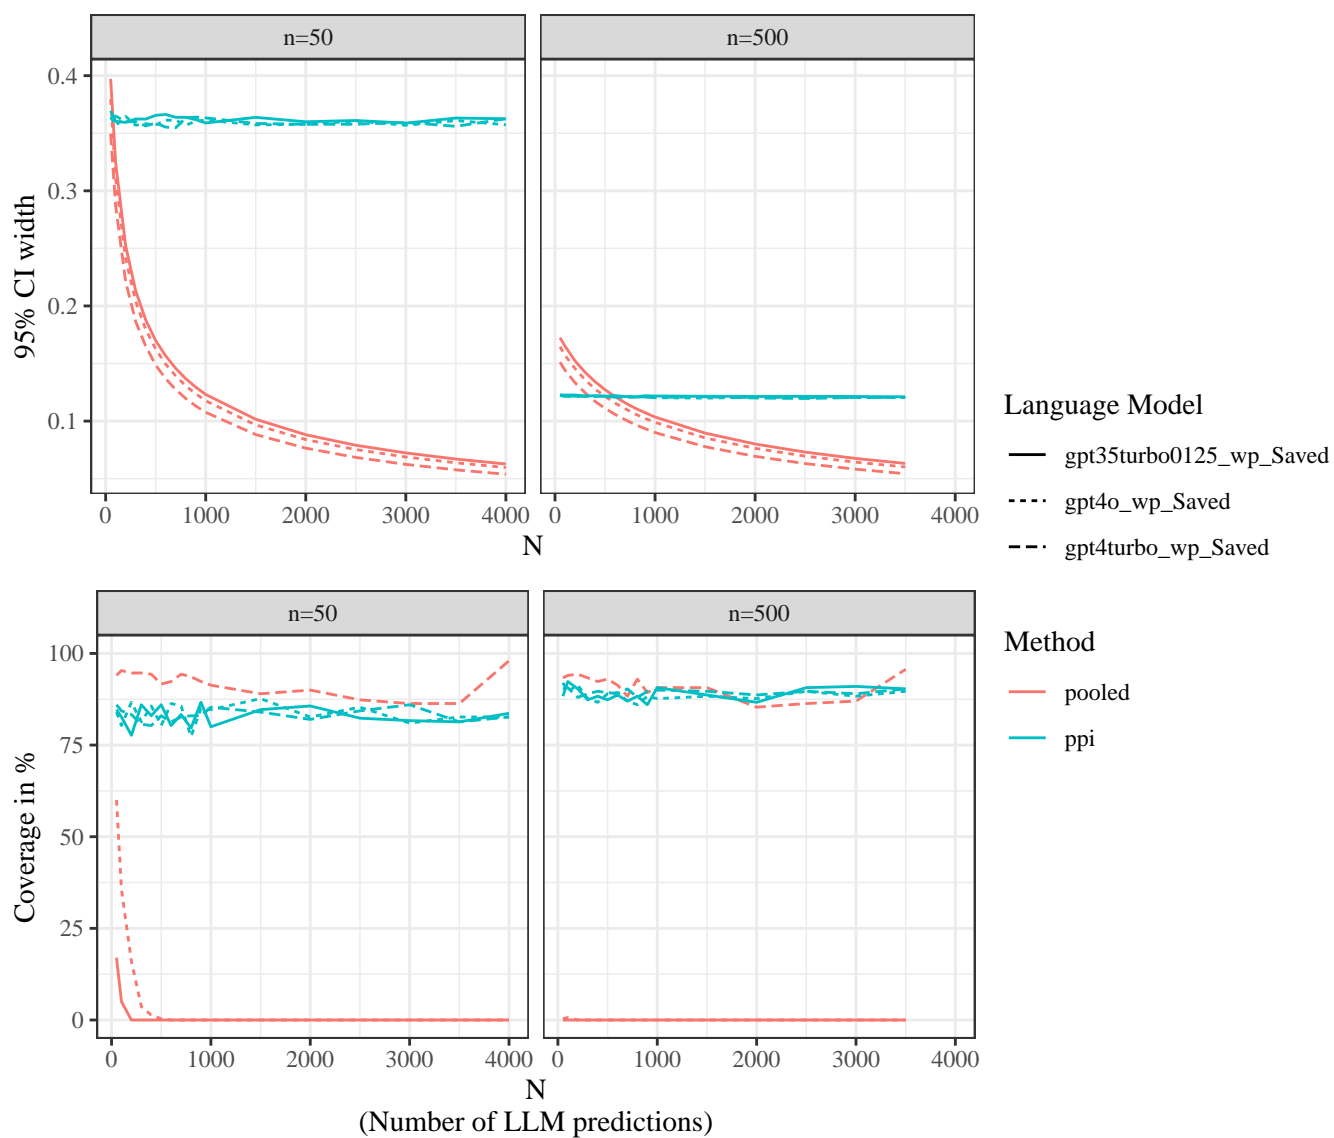 n=50
n=500
0.4
0.3
0.2
0.1
95% CI width
0 1000 2000 3000 4000
0 1000 2000 3000 4000
N
Language Model
gpt35turbo0125_wp_Saved
gpt4o_wp_Saved
gpt4turbo_wp_Saved
Method
pooled
ppi
n=50
n=500
100
75
50
25
0
Coverage in %
0 1000 2000 3000 4000
0 1000 2000 3000 4000
N
(Number of LLM predictions)